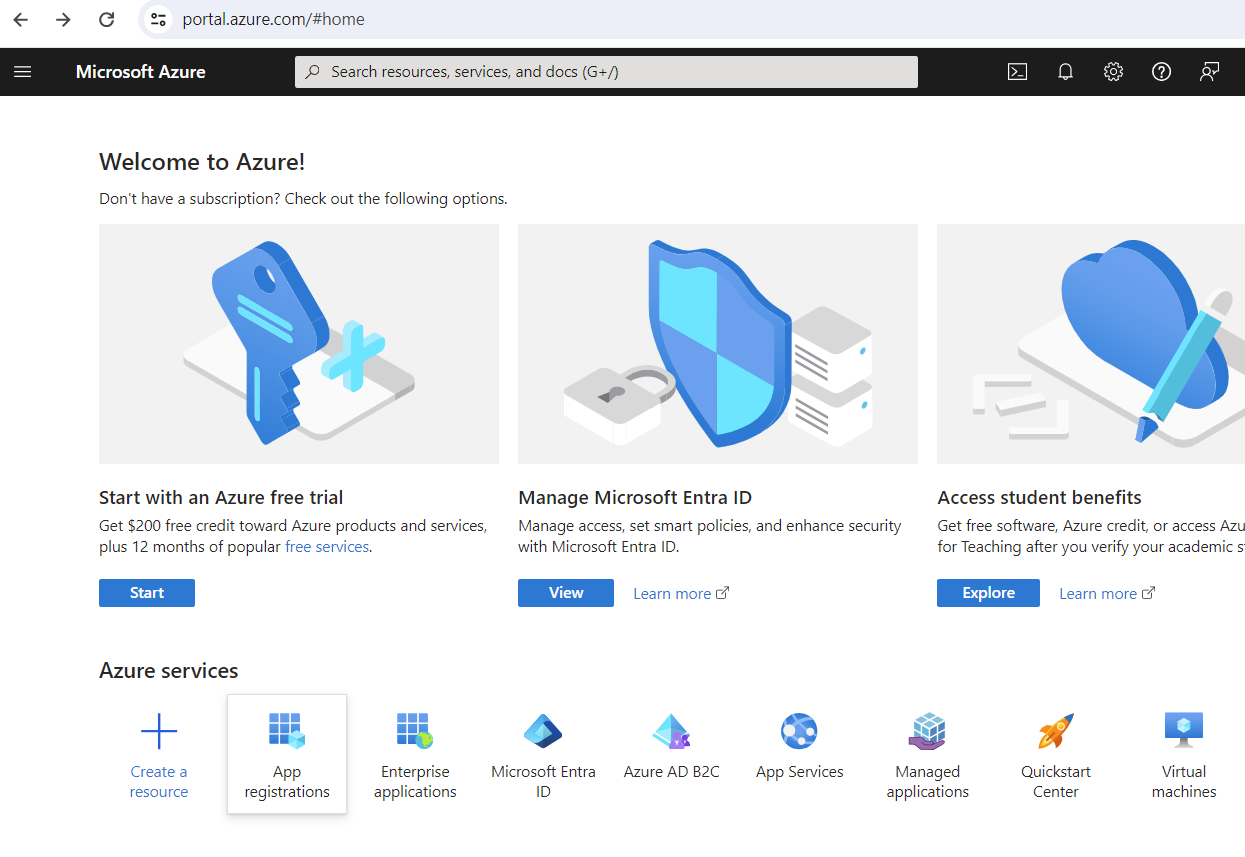 portal.azure.com/#home
Microsoft Azure
Search resources, services, and docs (G+/)
Welcome to Azure!
Don't have a subscription? Check out the following options.
Start with an Azure free trial
Get $200 free credit toward Azure products and services,
plus 12 months of popular free services.
Start
Manage Microsoft Entra ID
Manage access, set smart policies, and enhance security
with Microsoft Entra ID.
View
Learn more
Access student benefits
Get free software, Azure credit, or access Azu
for Teaching after you verify your academic s
Explore
Learn more
Azure services
Create a
resource
App
registrations
Enterprise
applications
Microsoft Entra
ID
Azure AD B2C
App Services
Managed
applications
Quickstart
Center
Virtual
machines